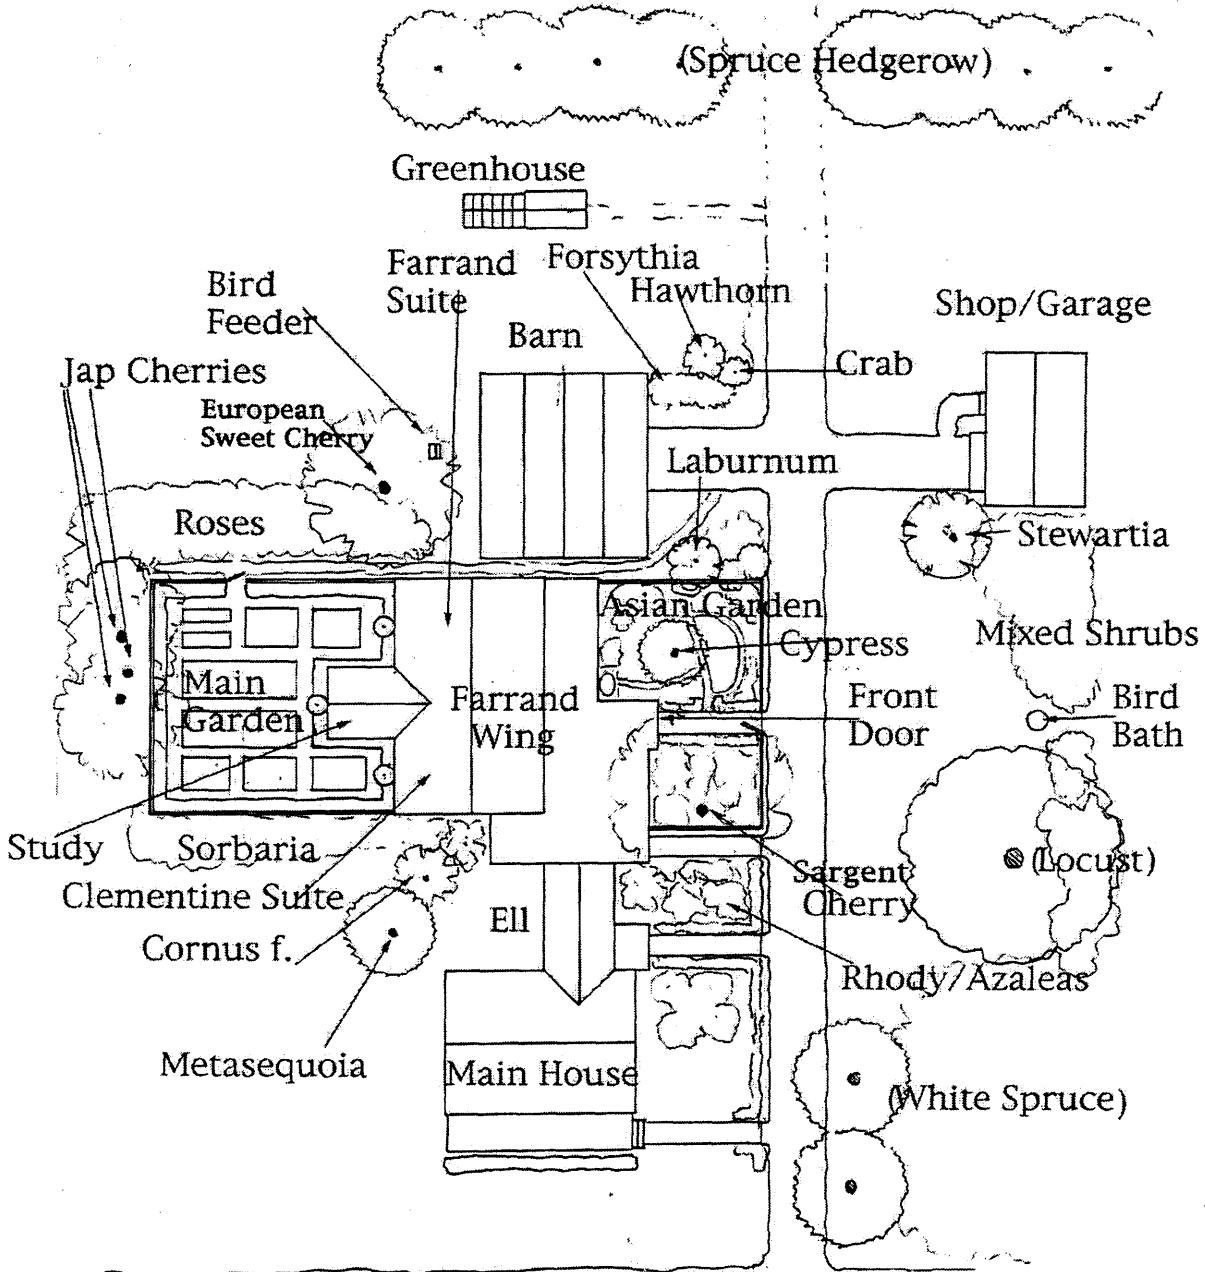 (Spruce Hedgerow)
Greenhouse
Farrand
Suite
Forsythia
Hawthorn
Bird
Feeder
Shop/Garage
Barn
Crab
Jap Cherries
European
Sweet Cherry
Laburnum
Roses
Stewartia
Asian Garden
Cypress
Mixed Shrubs
Main
Garden
Farrand
Wing
Front
Door
Bird
Bath
Study
Sorbaria
Clementine Suite
Cornus f.
Ell
Sargent
Cherry
(Locust)
Rhody/Azaleas
Metasequoia
Main House
(White Spruce)